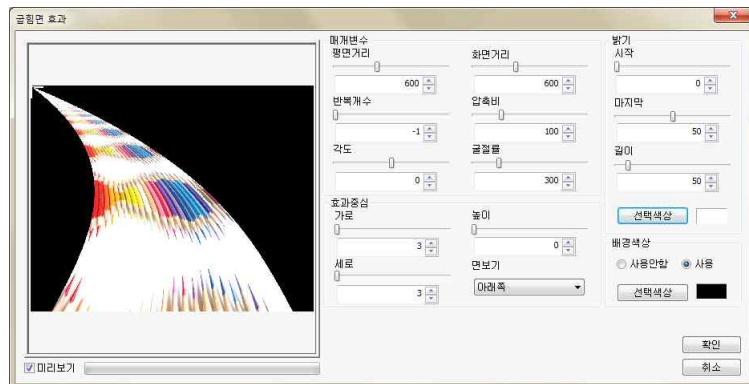 굽힘면 효과
매개변수
평면거리
600
화면거리
600
반복개수
-1
압축비
100
각도
0
굴절률
300
효과중심
가로
3
높이
0
세로
3
면보기
아래쪽
밝기
시작
0
마지막
50
길이
50
선택색상
배경색상
사용안함 사용
선택색상
미리보기
확인
취소